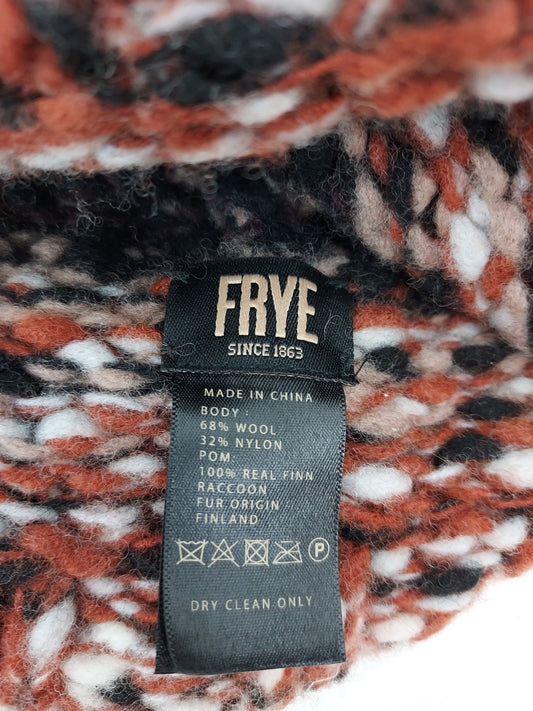 FRYE
SINCE 1863
MADE IN CHINA
BODY:
68% WOOL
32% NYLON
POM:
100% REAL FINN
RACCOON
FUR ORIGIN
FINLAND
P
DRY CLEAN ONLY